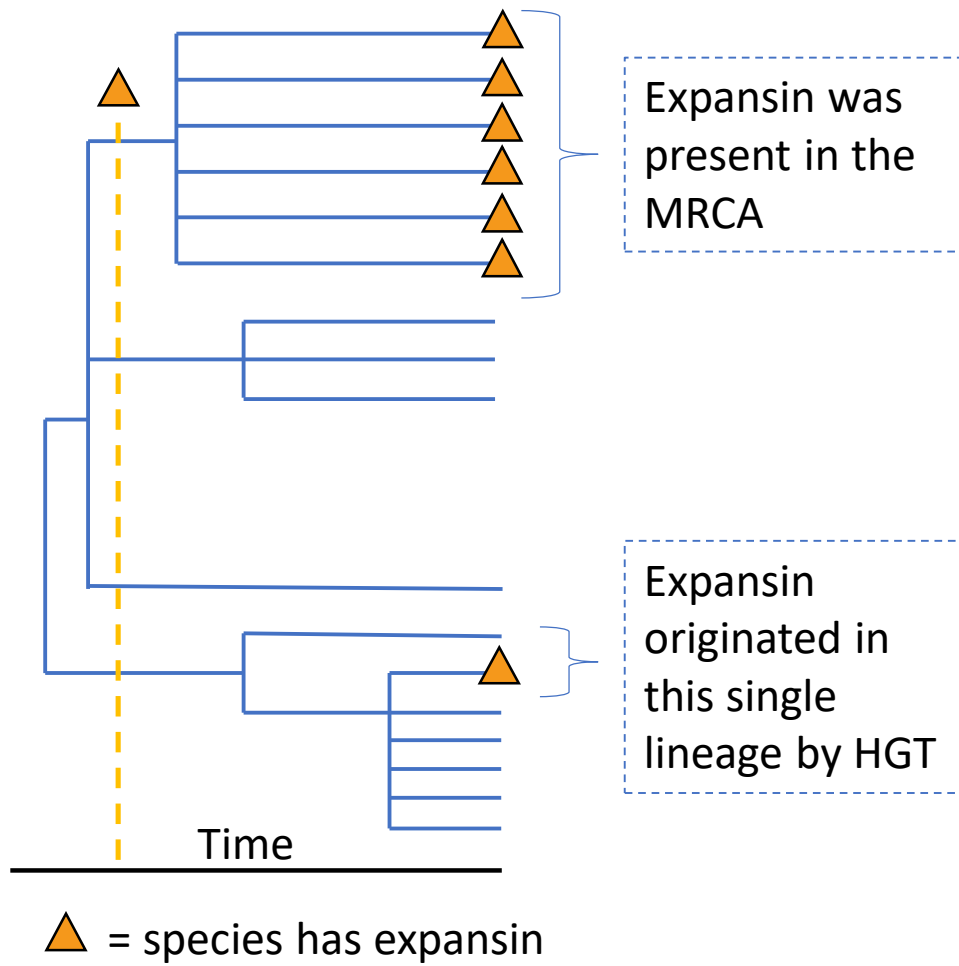 Expansin was
present in the
MRCA
Expansin
originated in
this single
lineage by HGT
Time
= species has expansin